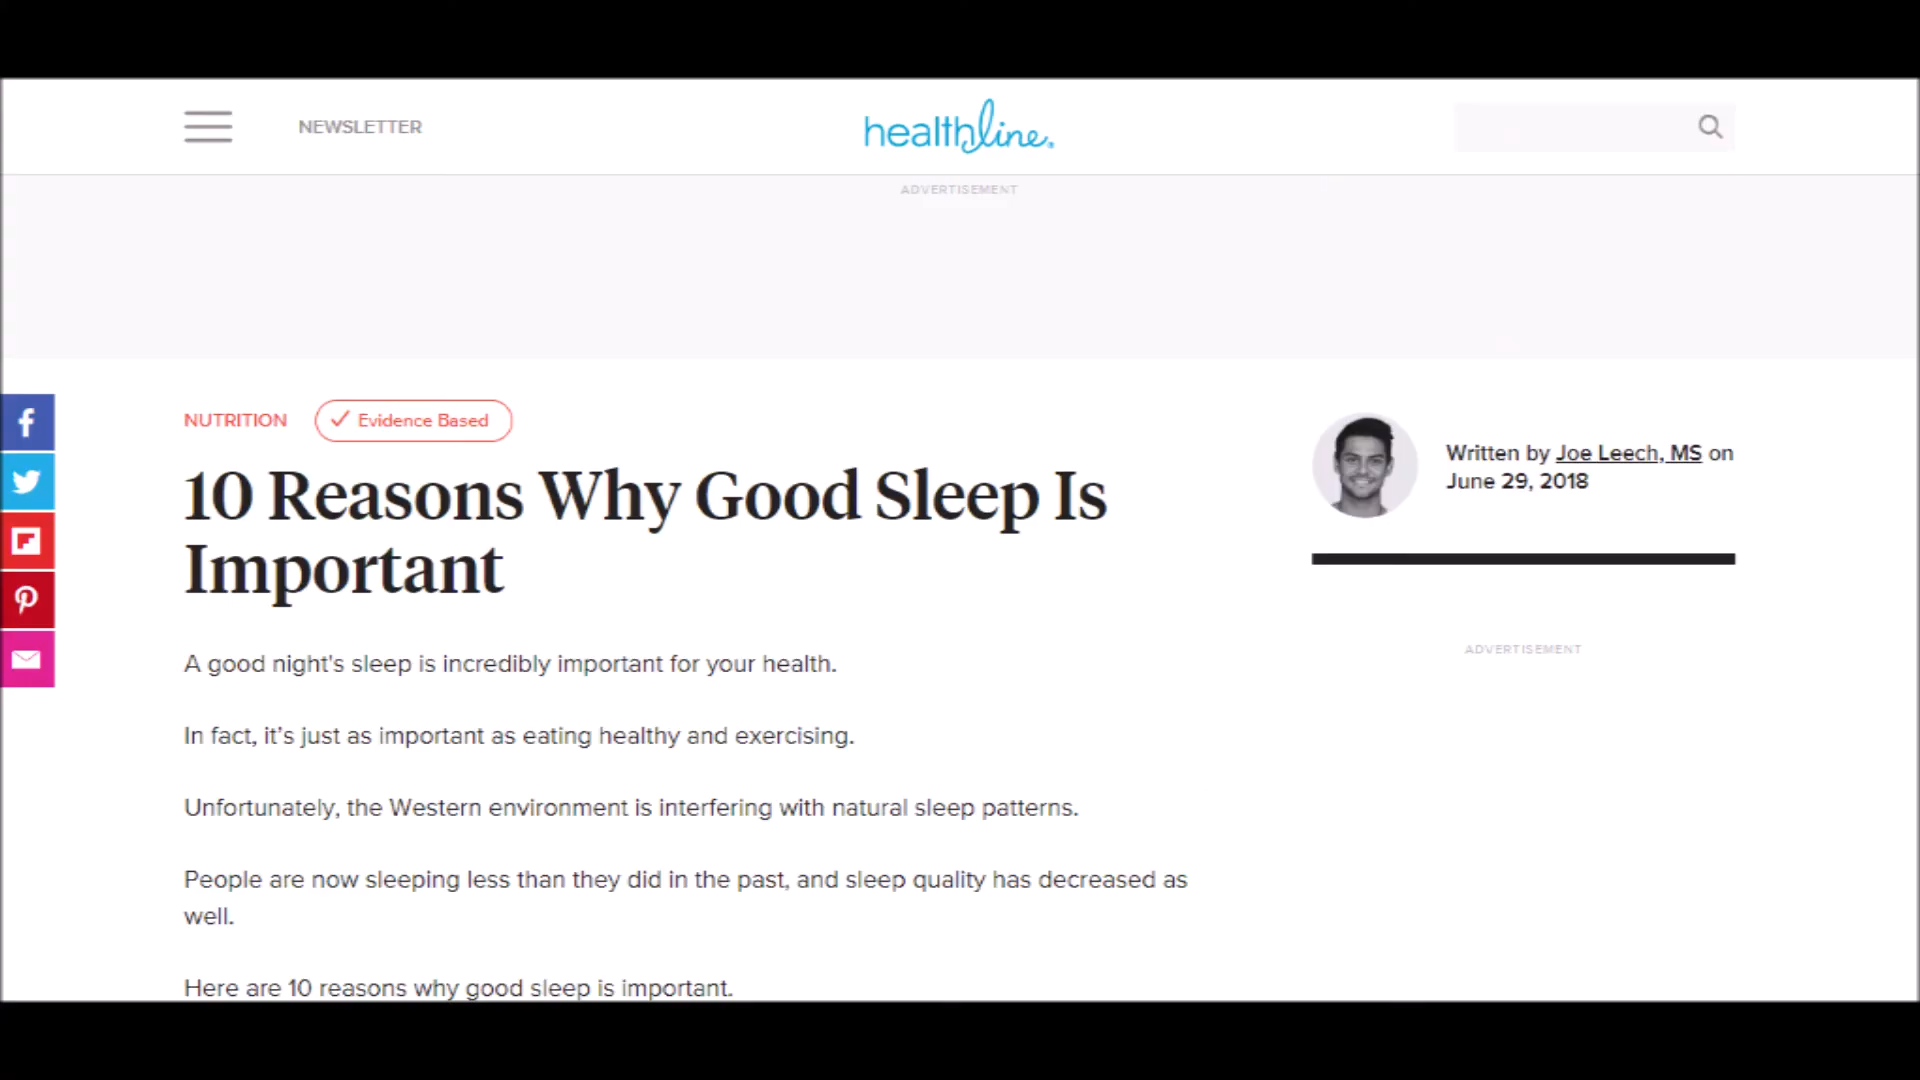 NEWSLETTER
healthline
ADVERTISEMENT
NUTRITION
Evidence Based
10 Reasons Why Good Sleep Is
Important
Written by Joe Leech, MS on
June 29, 2018
A good night's sleep is incredibly important for your health.
In fact, it's just as important as eating healthy and exercising.
Unfortunately, the Western environment is interfering with natural sleep patterns.
People are now sleeping less than they did in the past, and sleep quality has decreased as
well.
Here are 10 reasons why good sleep is important.
ADVERTISEMENT